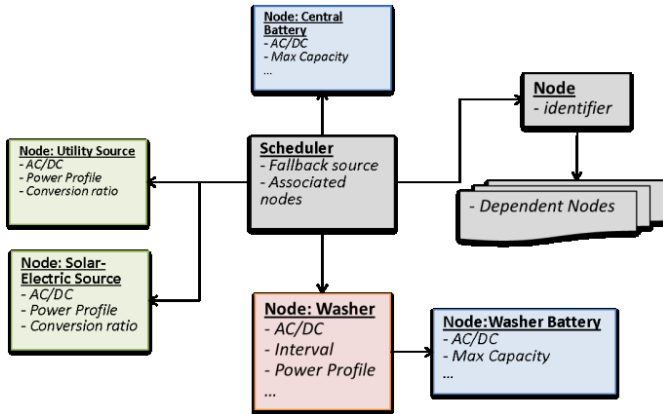 Node: Central
Battery
- AC/DC
- Max Capacity
...
Node
- identifier
Node: Utility Source
- AC/DC
- Power Profile
- Conversion ratio
Scheduler
- Fallback source
- Associated
nodes
- Dependent Nodes
Node: Solar-
Electric Source
- AC/DC
- Power Profile
- Conversion ratio
Node: Washer
- AC/DC
- Interval
- Power Profile
...
Node:Washer Battery
- AC/DC
- Max Capacity
...